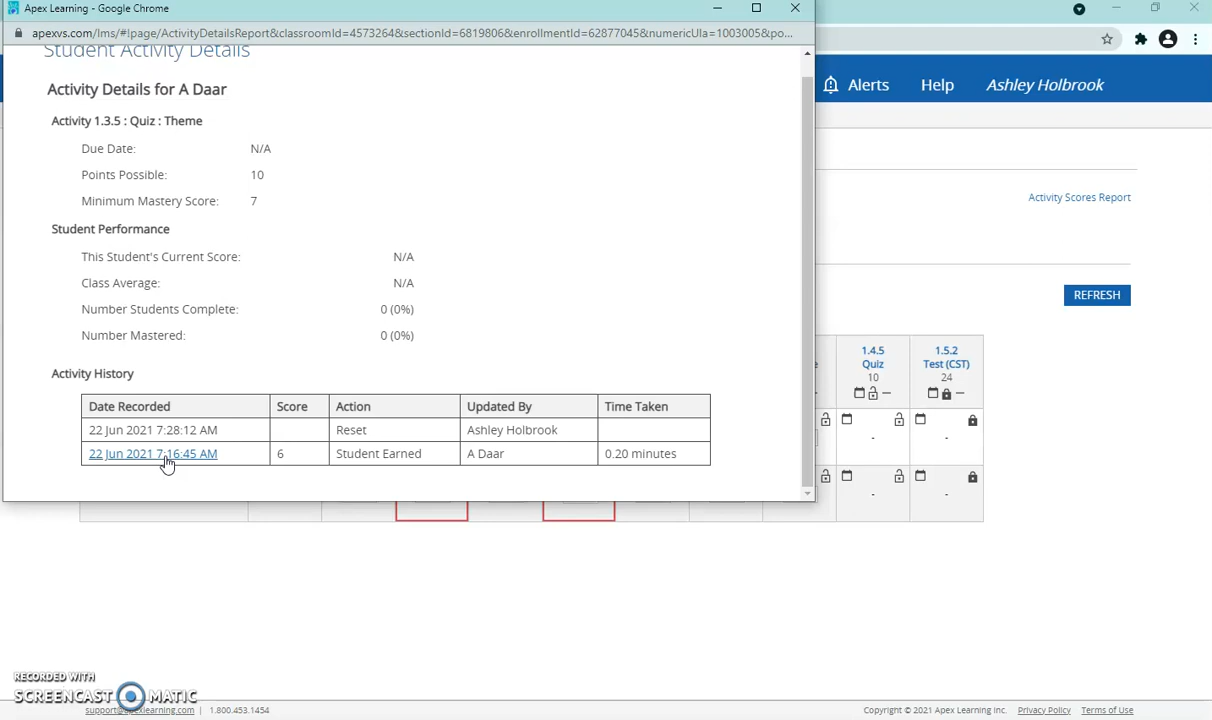 Apex Learning - Google Chrome
apexvs.com/lms/#!page/ActivityDetailsReport&classroomId=4573264&sectionId=6819806&enrollmentId=62877045&numericUla=1003005&po...
Student Activity Details
Alerts
Help
Ashley Holbrook
Activity Details for A Daar
Activity 1.3.5 : Quiz : Theme
Due Date: N/A
Points Possible: 10
Minimum Mastery Score: 7
Activity Scores Report
Student Performance
This Student's Current Score: N/A
Class Average: N/A
Number Students Complete: 0 (0%)
Number Mastered: 0 (0%)
REFRESH
Activity History
Date Recorded Score Action Updated By Time Taken
22 Jun 2021 7:28:12 AM Reset Ashley Holbrook
22 Jun 2021 7:16:45 AM 6 Student Earned A Daar 0.20 minutes
1.4.5
Quiz
10
1.5.2
Test (CST)
24
- -
- -
RECORDED WITH
SCREENCAST MATIC
support@apexlearning.com | 1.800.453.1454
Copyright © 2021 Apex Learning Inc.
Privacy Policy
Terms of Use